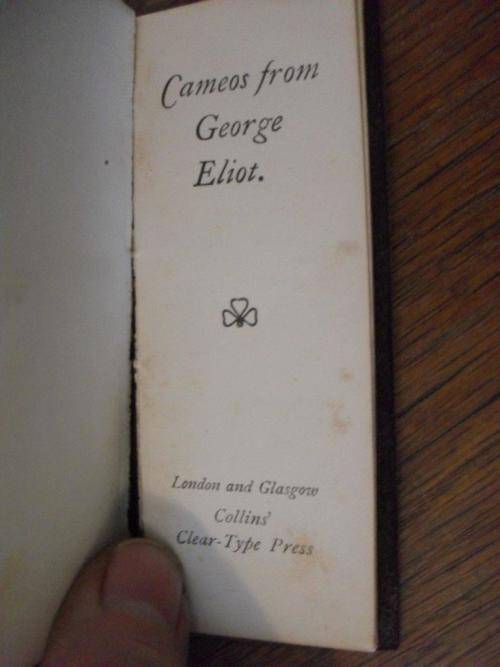 Cameos from
George
Eliot.
London and Glasgow
Collins'
Clear-Type Press